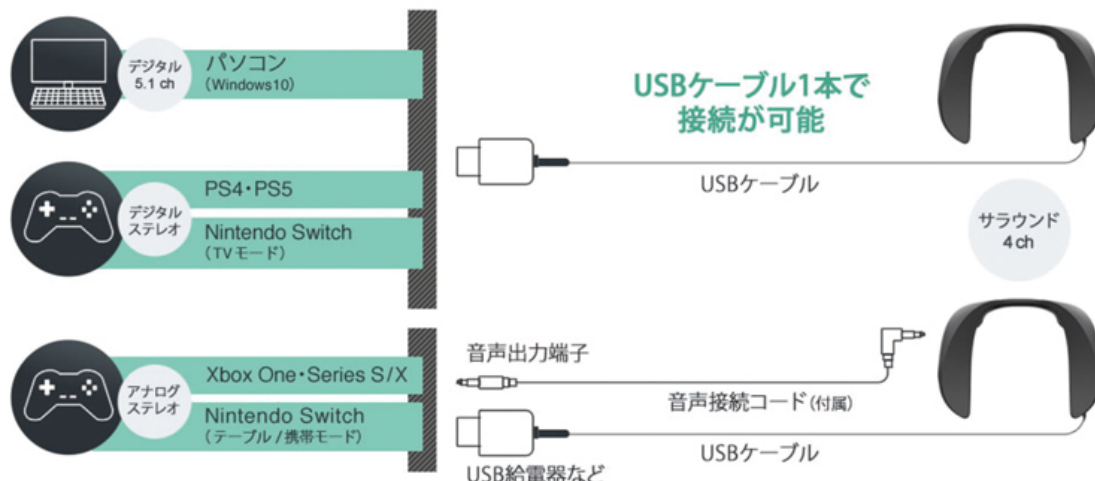 デジタル
5.1 ch
パソコン
(Windows10)
USBケーブル1本で
接続が可能
USBケーブル
デジタル
ステレオ
PS4・PS5
Nintendo Switch
(TVモード)
サラウンド
4 ch
アナログ
ステレオ
Xbox One・Series S/X
Nintendo Switch
(テーブル/携帯モード)
音声出力端子
音声接続コード(付属)
USBケーブル
USB給電器など